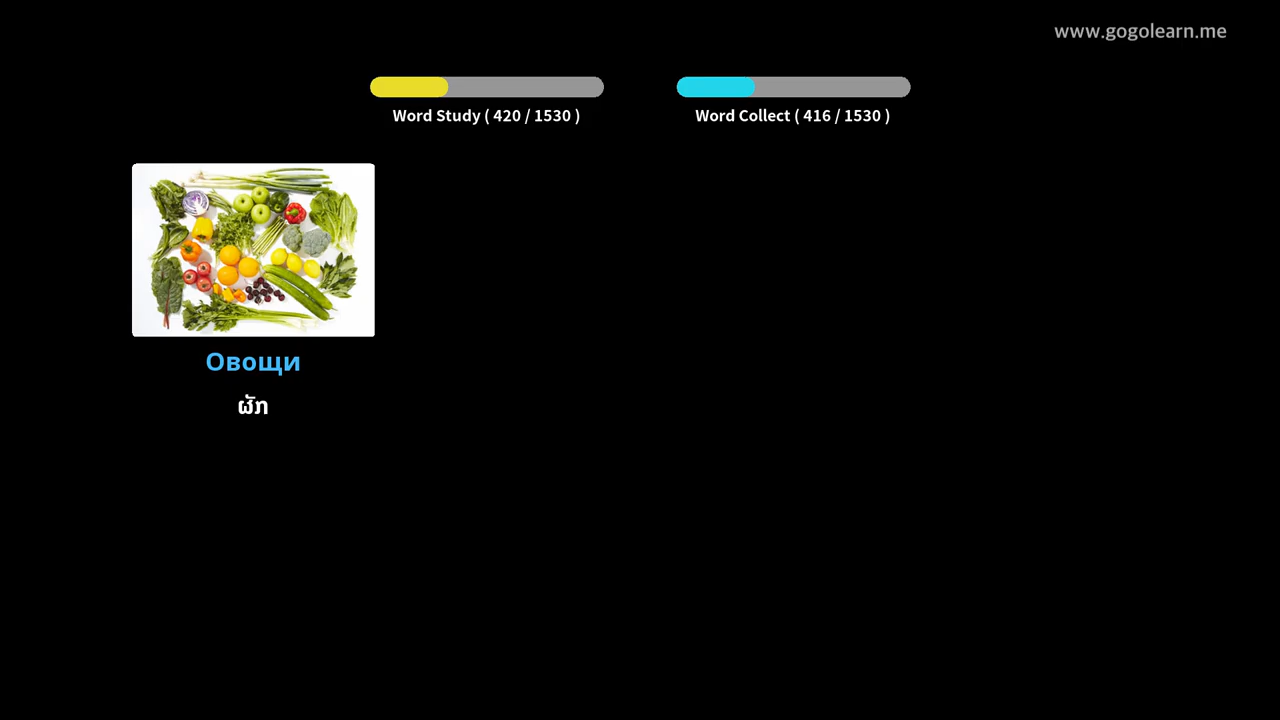 www.gogolearn.me
Word Study ( 420 / 1530 )
Word Collect ( 416 / 1530 )
Овощи
ຜັກ